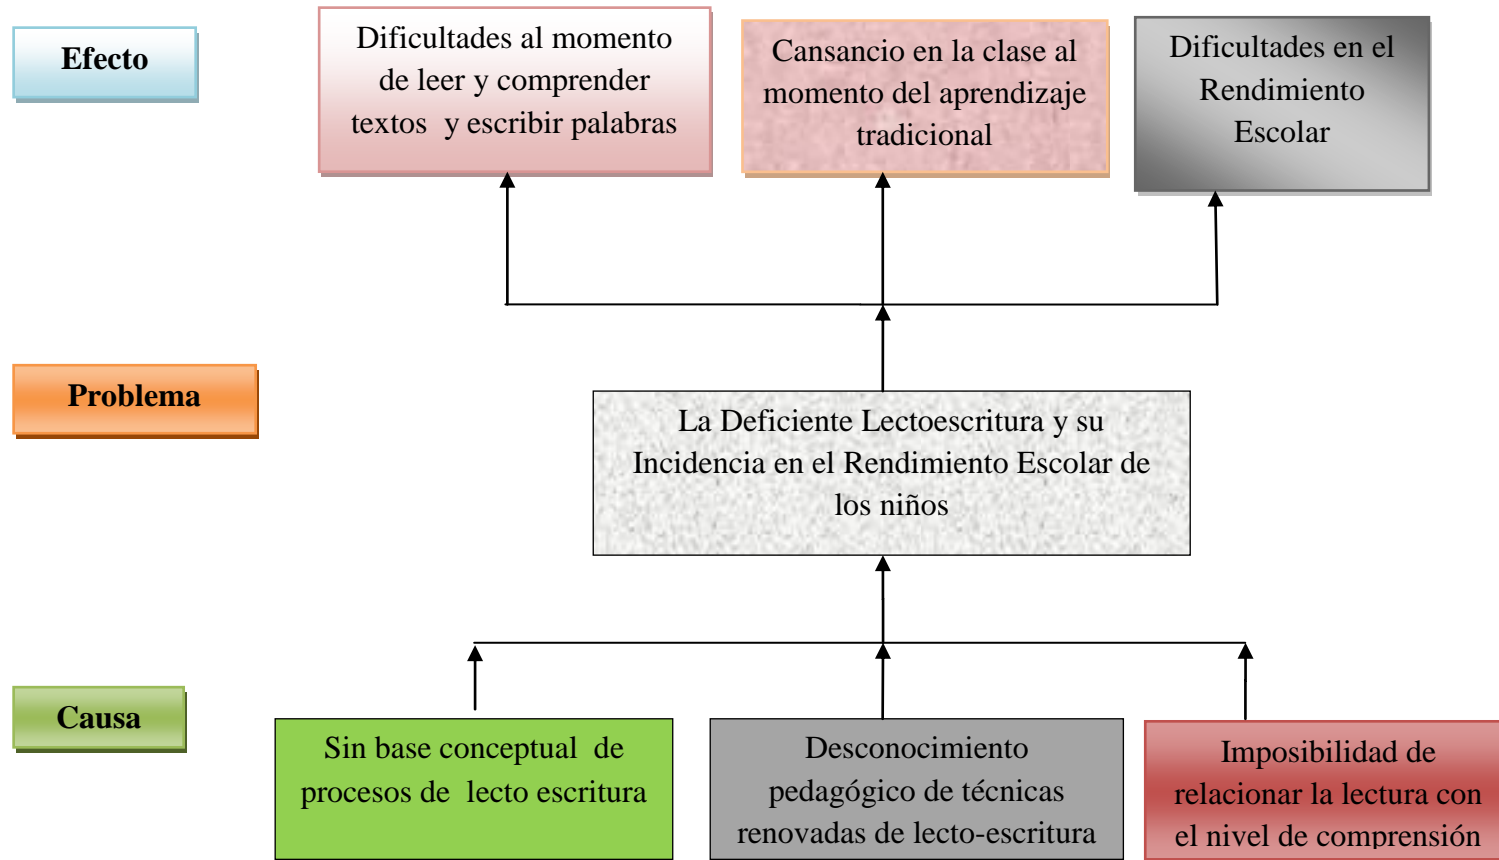 Efecto
Dificultades al momento
de leer y comprender
textos y escribir palabras
Cansancio en la clase al
momento del aprendizaje
tradicional
Dificultades en el
Rendimiento
Escolar
Problema
La Deficiente Lectoescritura y su
Incidencia en el Rendimiento Escolar de
los niños
Causa
Sin base conceptual de
procesos de lecto escritura
Desconocimiento
pedagógico de técnicas
renovadas de lecto-escritura
Imposibilidad de
relacionar la lectura con
el nivel de comprensión